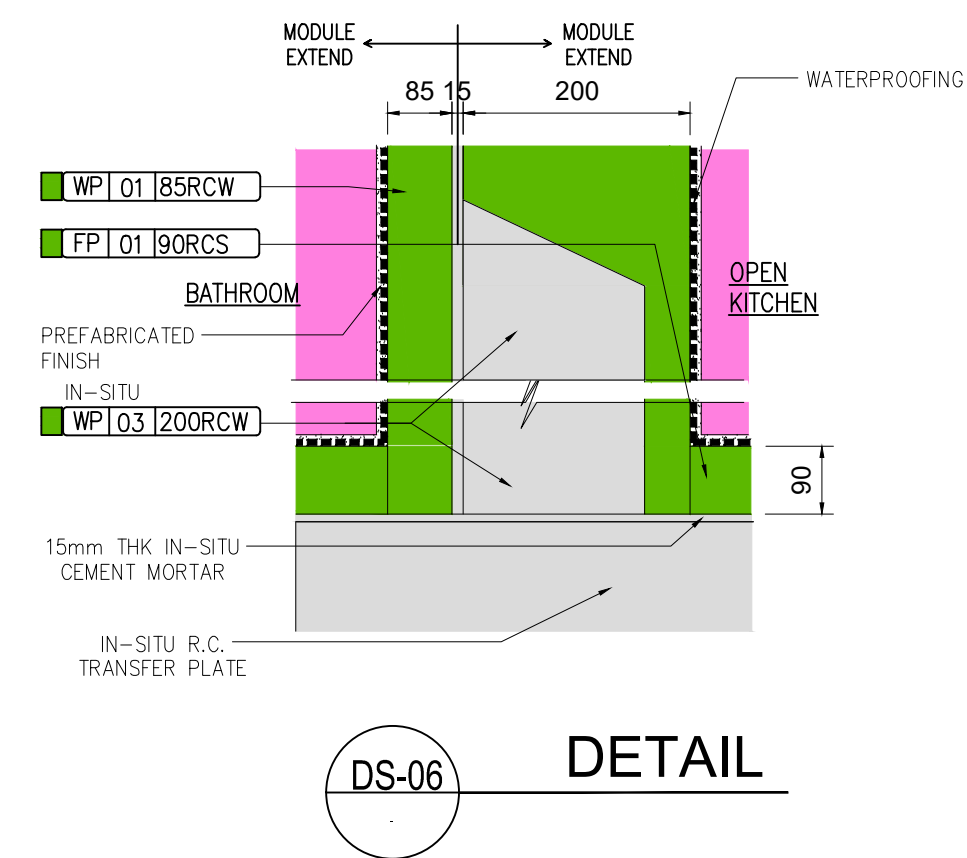 MODULE
EXTEND
MODULE
EXTEND
85 15 200
WATERPROOFING
WP 01 85RCW
FP 01 90RCS
BATHROOM
OPEN
KITCHEN
PREFABRICATED
FINISH
IN-SITU
WP 03 200RCW
90
15mm THK IN-SITU
CEMENT MORTAR
IN-SITU R.C.
TRANSFER PLATE
DS-06
-
DETAIL